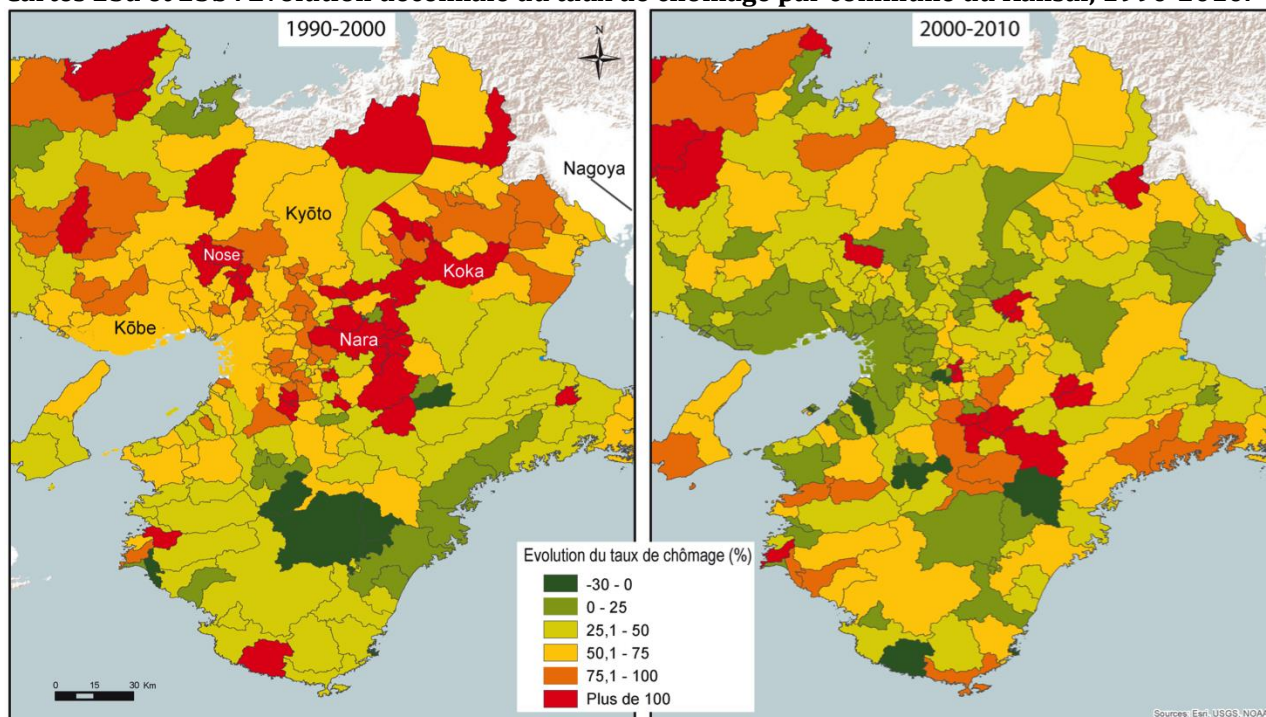 Cartes 23a et 23b : Evolution décennale du taux de chômage par commune du Kansai, 1990-2010.
1990-2000
N
Nagoya
Kyōto
Nose
Koka
Kōbe
Nara
0 15 30 Km
2000-2010
Evolution du taux de chômage (%)
-30 - 0
0 - 25
25,1 - 50
50,1 - 75
75,1 - 100
Plus de 100
Sources: Esri, USGS, NOAA